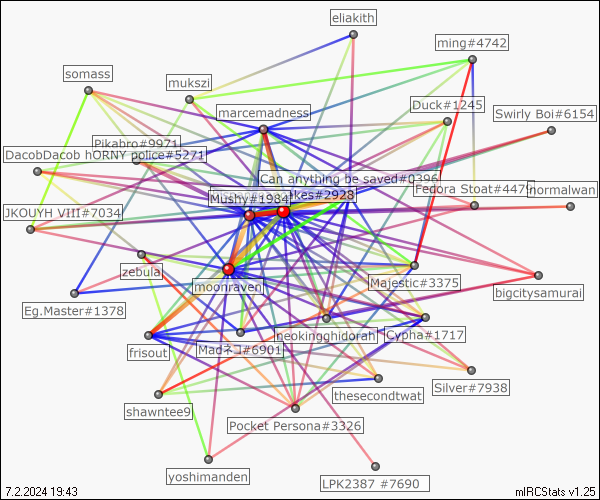 eliakith
ming#4742
somass
mukszi
marcemadness
Duck#1245
Swirly Boi#6154
Pikabro#9971
DacobDacob hORNY police#5271
Can anything be saved#0396
Fedora Stoat#4479
normalwan
Mushy#1984
akes#2928
JKOUYH VIII#7034
zebula
moonraven
Majestic#3375
bigcitysamurai
Eg.Master#1378
neokingghidorah
Cypha#1717
frisout
Madネコ#6901
Silver#7938
thesecondtwat
shawntee9
Pocket Persona#3326
yoshimanden
LPK2387 #7690
7.2.2024 19:43
mIRCStats v1.25